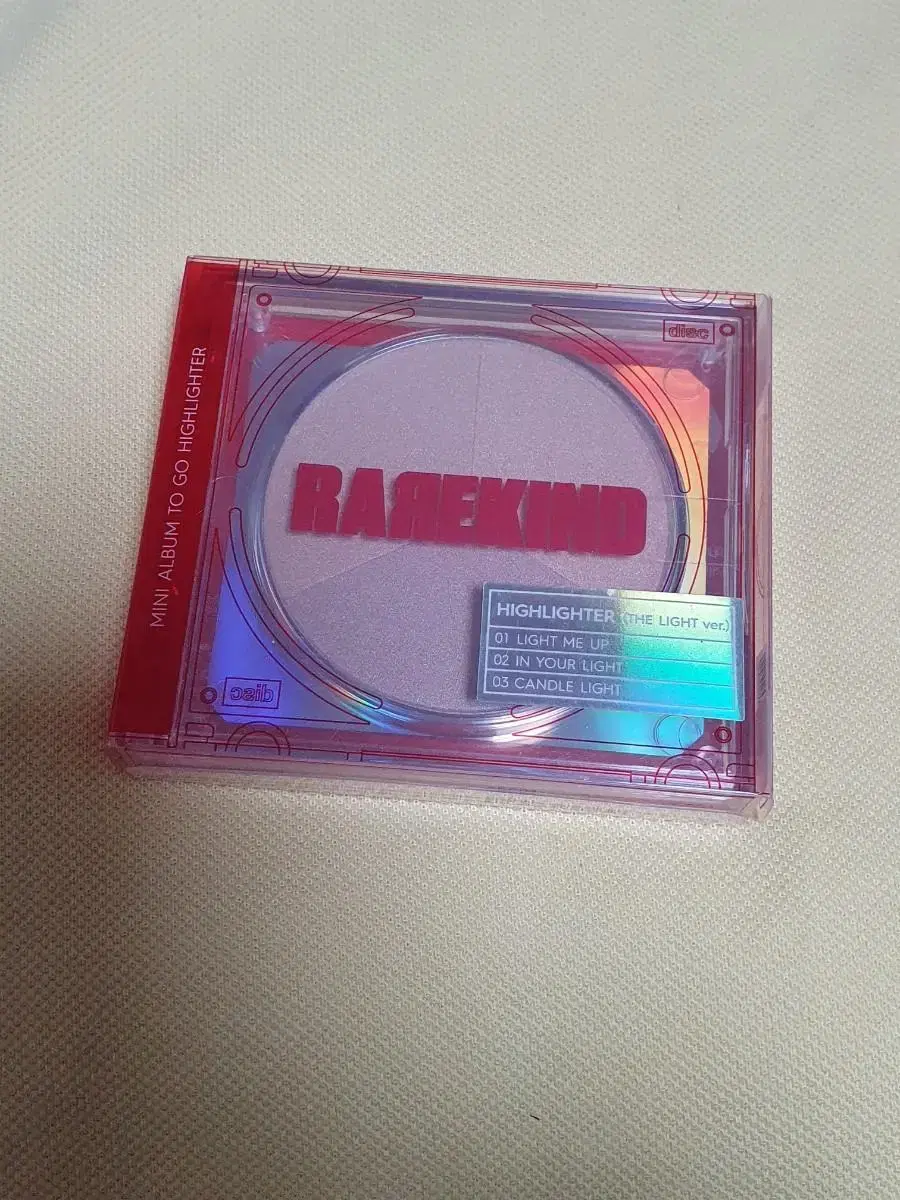 MINI ALBUM TO GO HIGHLIGHTER
disc
RAЯEKIND
HIGHLIGHTER (THE LIGHT ver.)
01 LIGHT ME UP
02 IN YOUR LIGHT
03 CANDLE LIGHT
disc